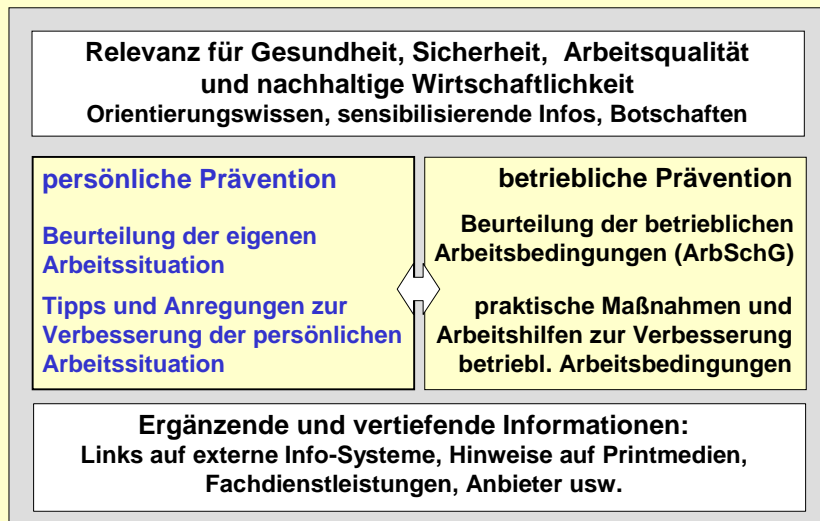 Relevanz für Gesundheit, Sicherheit, Arbeitsqualität
und nachhaltige Wirtschaftlichkeit
Orientierungswissen, sensibilisierende Infos, Botschaften
persönliche Prävention
Beurteilung der eigenen
Arbeitssituation
Tipps und Anregungen zur
Verbesserung der persönlichen
Arbeitssituation
betriebliche Prävention
Beurteilung der betrieblichen
Arbeitsbedingungen (ArbSchG)
praktische Maßnahmen und
Arbeitshilfen zur Verbesserung
betriebl. Arbeitsbedingungen
Ergänzende und vertiefende Informationen:
Links auf externe Info-Systeme, Hinweise auf Printmedien,
Fachdienstleistungen, Anbieter usw.